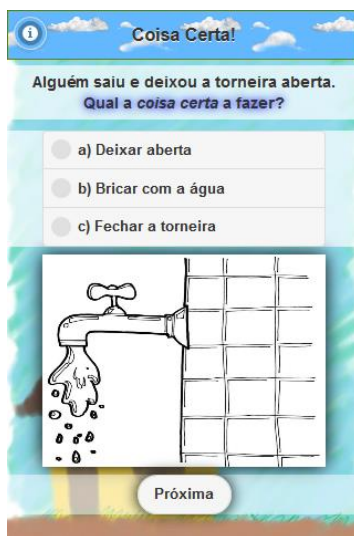 Coisa Certa!
Alguém saiu e deixou a torneira aberta.
Qual a coisa certa a fazer?
a) Deixar aberta
b) Bricar com a água
c) Fechar a torneira
Próxima